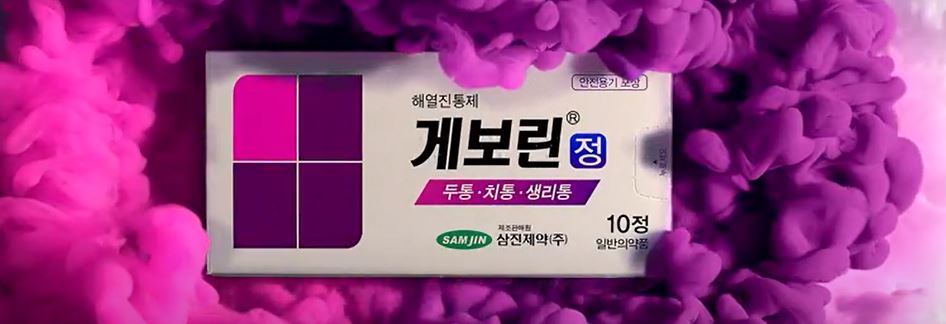 안전용기 포장
해열진통제
게보린® 정
두통·치통·생리통
SAMJIN
제조판매원
삼진제약(주)
10정
일반의약품